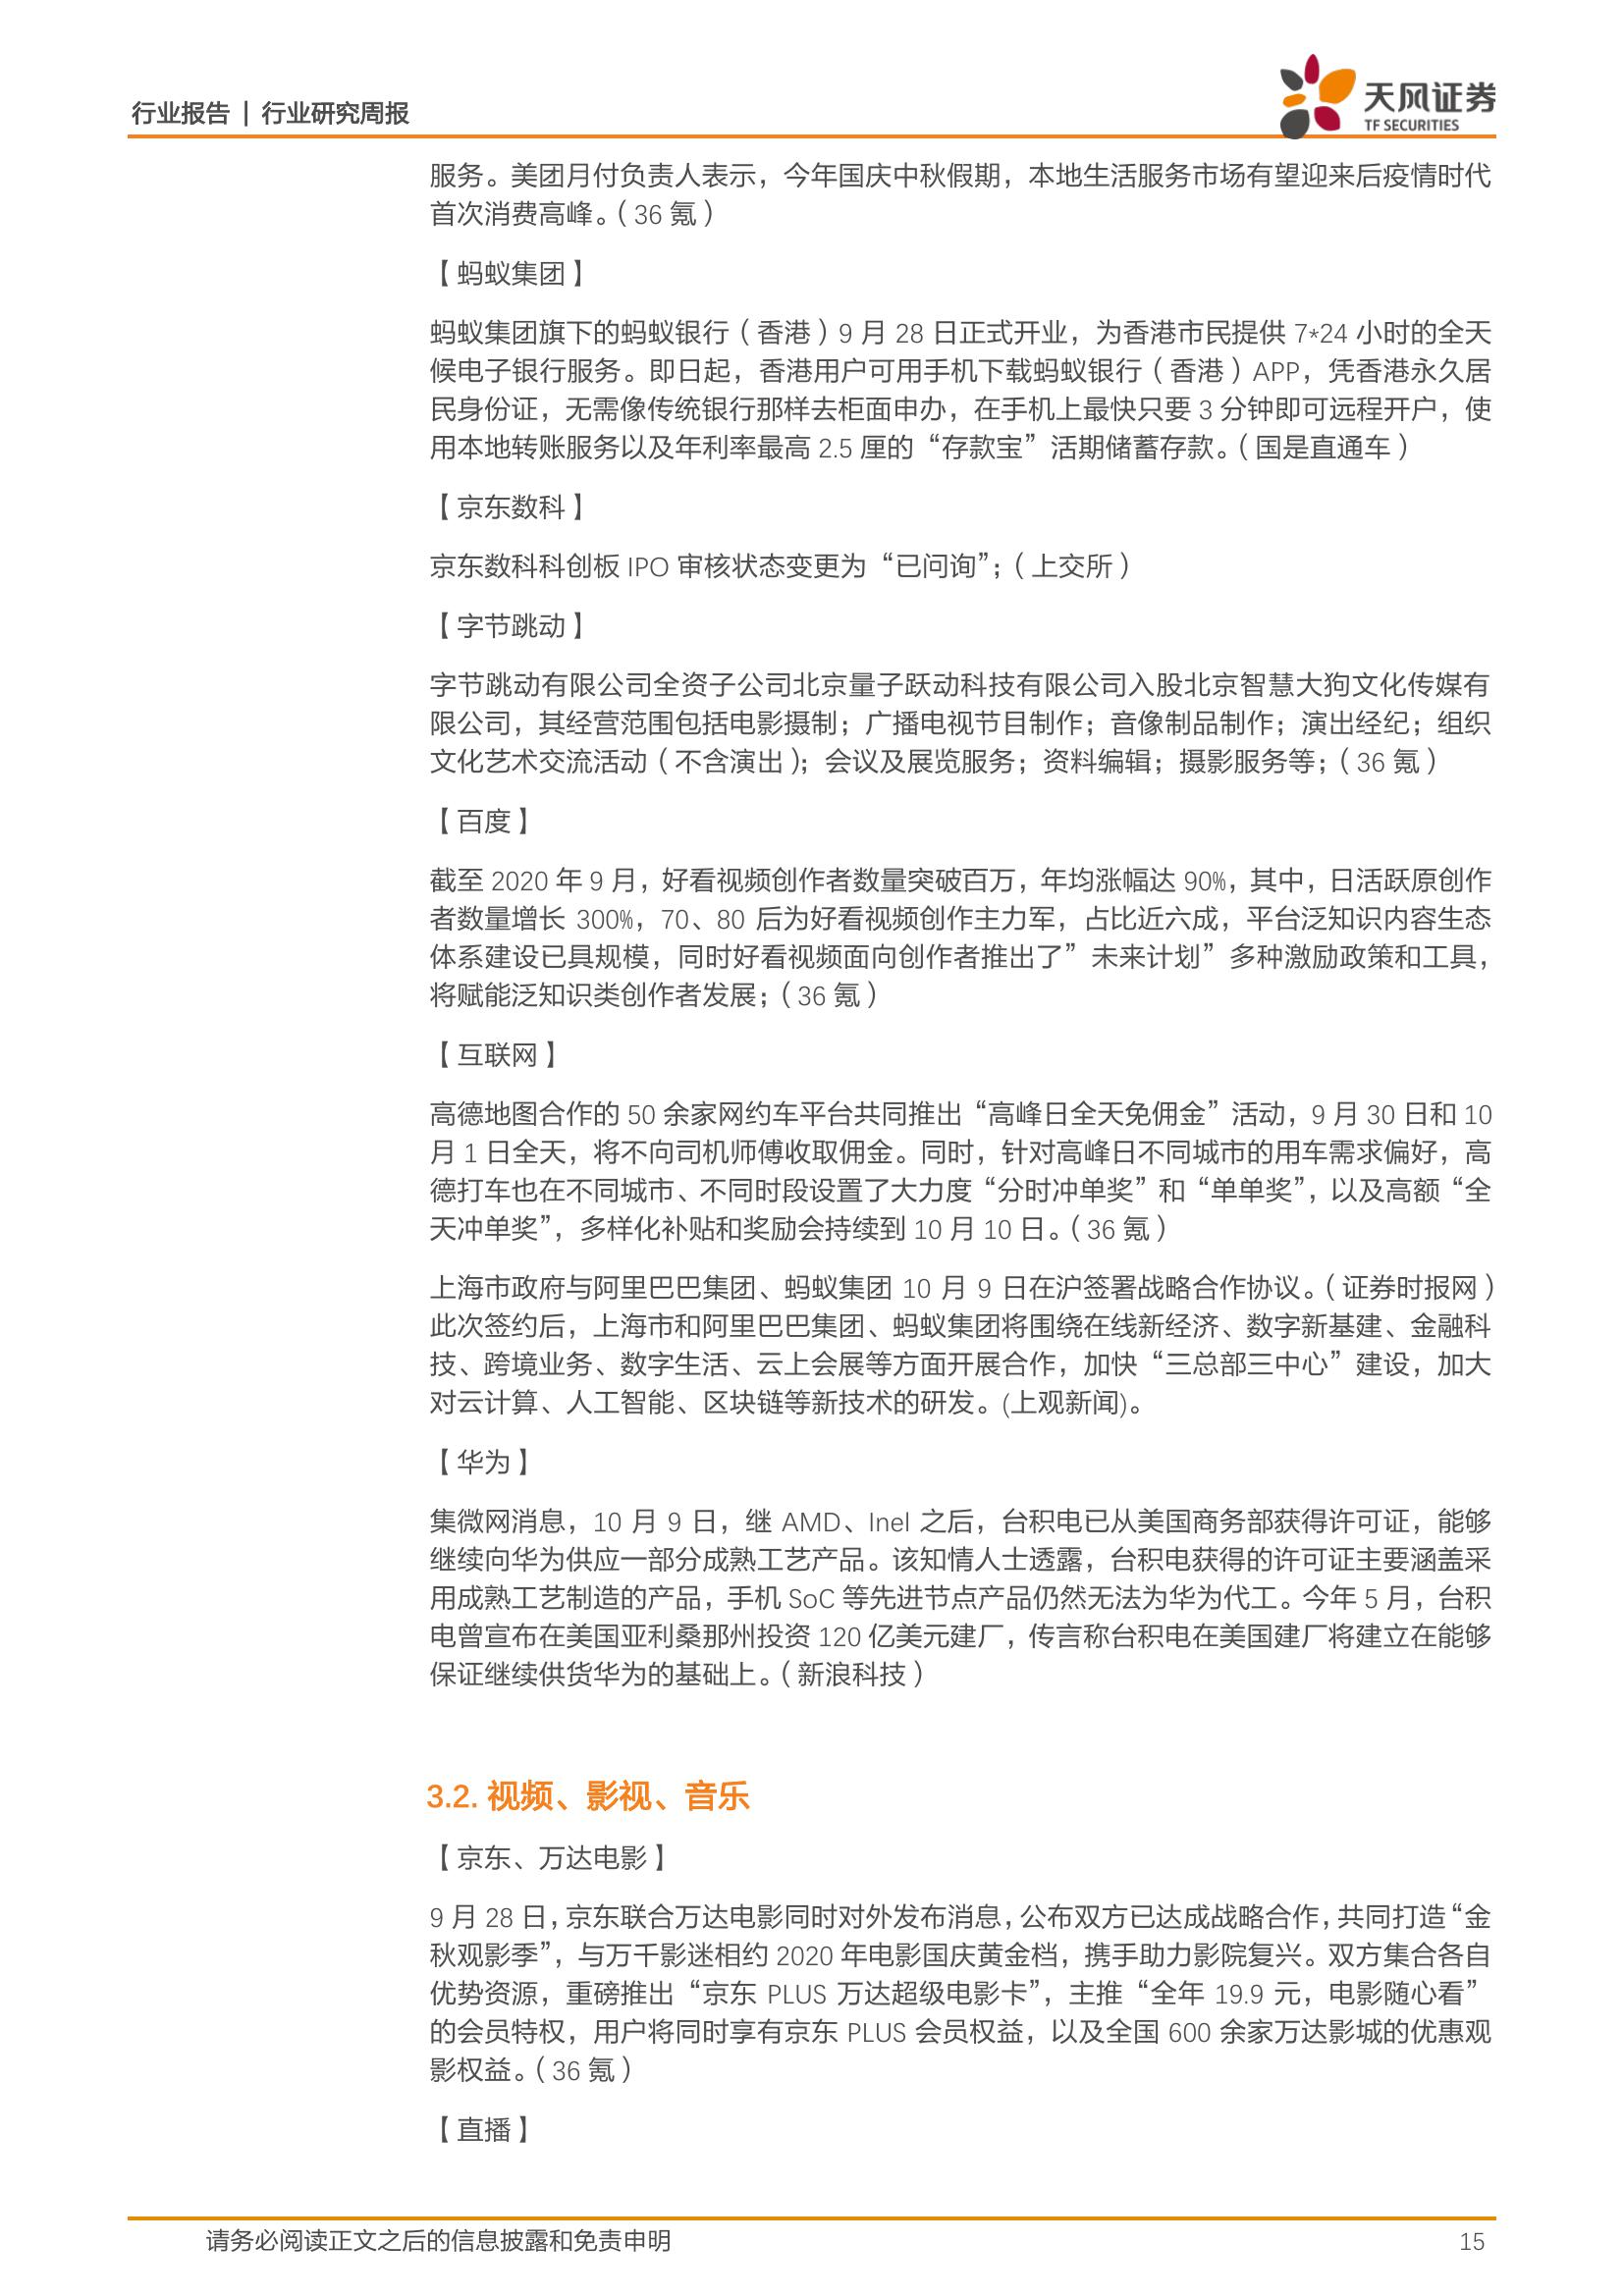 行业报告 | 行业研究周报
天风证券
TF SECURITIES
服务。美团月付负责人表示，今年国庆中秋假期，本地生活服务市场有望迎来后疫情时代
首次消费高峰。（36 氪）
【蚂蚁集团】
蚂蚁集团旗下的蚂蚁银行（香港）9 月 28 日正式开业，为香港市民提供 7*24 小时的全天
候电子银行服务。即日起，香港用户可用手机下载蚂蚁银行（香港）APP，凭香港永久居
民身份证，无需像传统银行那样去柜面申办，在手机上最快只要 3 分钟即可远程开户，使
用本地转账服务以及年利率最高 2.5 厘的“存款宝”活期储蓄存款。（国是直通车）
【京东数科】
京东数科科创板 IPO 审核状态变更为“已问询”；（上交所）
【字节跳动】
字节跳动有限公司全资子公司北京量子跃动科技有限公司入股北京智慧大狗文化传媒有
限公司，其经营范围包括电影摄制；广播电视节目制作；音像制品制作；演出经纪；组织
文化艺术交流活动（不含演出）；会议及展览服务；资料编辑；摄影服务等；（36 氪）
【百度】
截至 2020 年 9 月，好看视频创作者数量突破百万，年均涨幅达 90%，其中，日活跃原创作
者数量增长 300%，70、80 后为好看视频创作主力军，占比近六成，平台泛知识内容生态
体系建设已具规模，同时好看视频面向创作者推出了”未来计划”多种激励政策和工具，
将赋能泛知识类创作者发展；（36 氪）
【互联网】
高德地图合作的 50 余家网约车平台共同推出“高峰日全天免佣金”活动，9 月 30 日和 10
月 1 日全天，将不向司机师傅收取佣金。同时，针对高峰日不同城市的用车需求偏好，高
德打车也在不同城市、不同时段设置了大力度“分时冲单奖”和“单单奖”，以及高额“全
天冲单奖”，多样化补贴和奖励会持续到 10 月 10 日。（36 氪）
上海市政府与阿里巴巴集团、蚂蚁集团 10 月 9 日在沪签署战略合作协议。（证券时报网）
此次签约后，上海市和阿里巴巴集团、蚂蚁集团将围绕在线新经济、数字新基建、金融科
技、跨境业务、数字生活、云上会展等方面开展合作，加快“三总部三中心”建设，加大
对云计算、人工智能、区块链等新技术的研发。(上观新闻)。
【华为】
集微网消息，10 月 9 日，继 AMD、Inel 之后，台积电已从美国商务部获得许可证，能够
继续向华为供应一部分成熟工艺产品。该知情人士透露，台积电获得的许可证主要涵盖采
用成熟工艺制造的产品，手机 SoC 等先进节点产品仍然无法为华为代工。今年 5 月，台积
电曾宣布在美国亚利桑那州投资 120 亿美元建厂，传言称台积电在美国建厂将建立在能够
保证继续供货华为的基础上。（新浪科技）
3.2. 视频、影视、音乐
【京东、万达电影】
9 月 28 日，京东联合万达电影同时对外发布消息，公布双方已达成战略合作，共同打造“金
秋观影季”，与万千影迷相约 2020 年电影国庆黄金档，携手助力影院复兴。双方集合各自
优势资源，重磅推出“京东 PLUS 万达超级电影卡”，主推“全年 19.9 元，电影随心看”
的会员特权，用户将同时享有京东 PLUS 会员权益，以及全国 600 余家万达影城的优惠观
影权益。（36 氪）
【直播】
请务必阅读正文之后的信息披露和免责申明
15